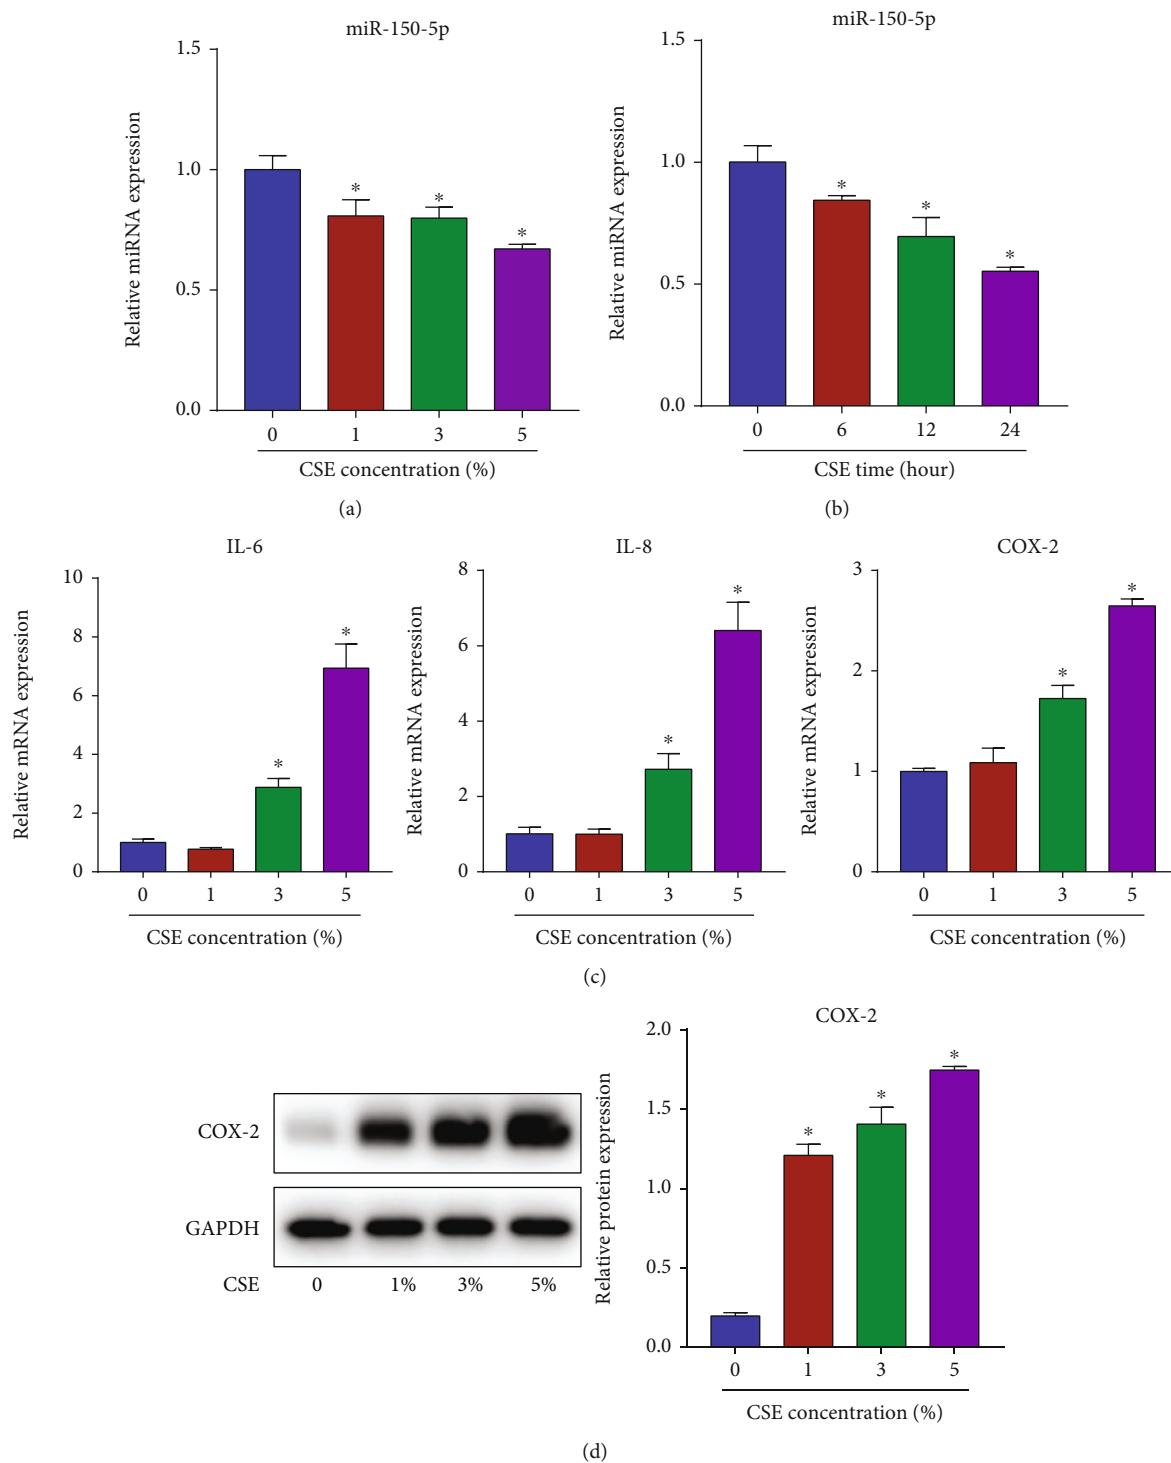 miR-150-5p
Relative miRNA expression
1.5
1.0
0.5
0.0
* * *
0 1 3 5
CSE concentration (%)
(a)
miR-150-5p
Relative miRNA expression
1.5
1.0
0.5
0.0
* * *
0 6 12 24
CSE time (hour)
(b)
IL-6
Relative mRNA expression
10
8
6
4
2
0
* *
0 1 3 5
CSE concentration (%)
IL-8
Relative mRNA expression
8
6
4
2
0
* *
0 1 3 5
CSE concentration (%)
COX-2
Relative mRNA expression
3
2
1
0
* *
0 1 3 5
CSE concentration (%)
(c)
COX-2
GAPDH
CSE 0 1% 3% 5%
COX-2
Relative protein expression
2.0
1.5
1.0
0.5
0.0
* * *
0 1 3 5
CSE concentration (%)
(d)